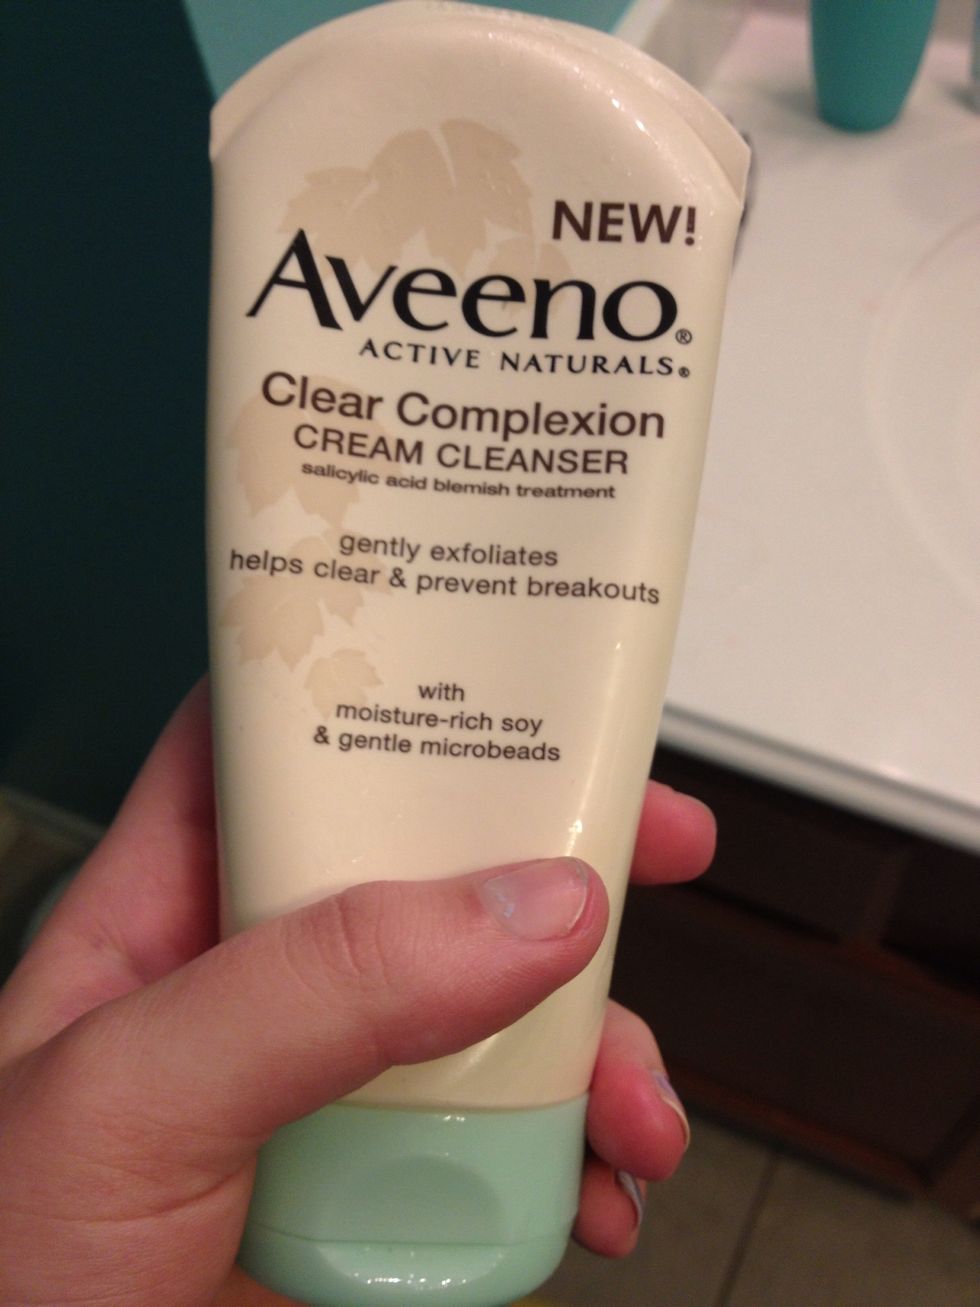 NEW!
Aveeno®
ACTIVE NATURALS®
Clear Complexion
CREAM CLEANSER
salicylic acid blemish treatment
gently exfoliates
helps clear & prevent breakouts
with
moisture-rich soy
& gentle microbeads